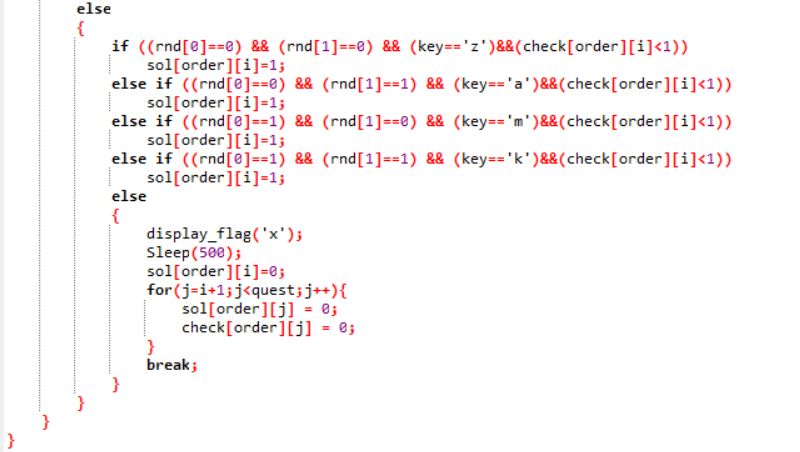 else
{
if ((rnd[0]==0) && (rnd[1]==0) && (key=='z')&&(check[order][i]<1))
sol[order][i]=1;
else if ((rnd[0]==0) && (rnd[1]==1) && (key=='a')&&(check[order][i]<1))
sol[order][i]=1;
else if ((rnd[0]==1) && (rnd[1]==0) && (key=='m')&&(check[order][i]<1))
sol[order][i]=1;
else if ((rnd[0]==1) && (rnd[1]==1) && (key=='k')&&(check[order][i]<1))
sol[order][i]=1;
else
{
display_flag('x');
Sleep(500);
sol[order][i]=0;
for(j=i+1;j<quest;j++){
sol[order][j] = 0;
check[order][j] = 0;
}
break;
}
}
}
}